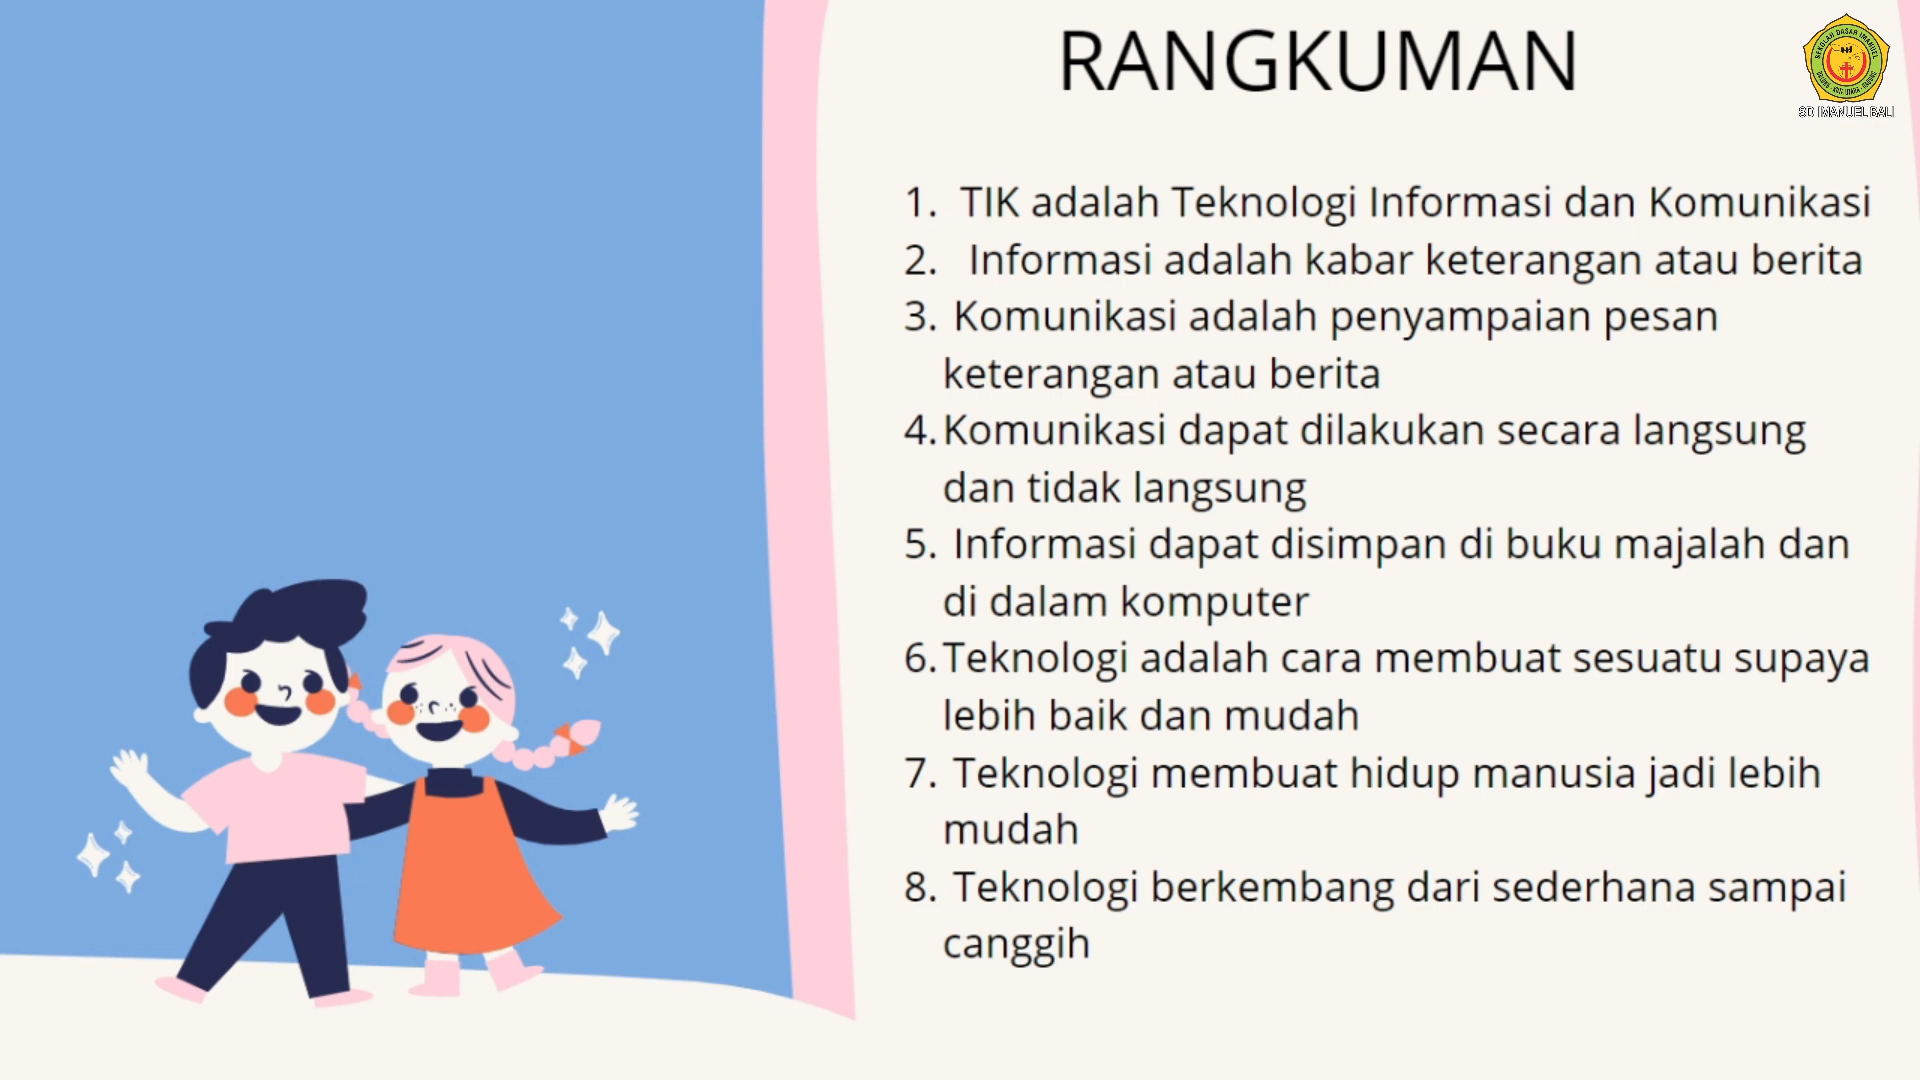 RANGKUMAN
SEKOLAH DASAR IMANUEL
SD IMANUEL BALI
1. TIK adalah Teknologi Informasi dan Komunikasi
2. Informasi adalah kabar keterangan atau berita
3. Komunikasi adalah penyampaian pesan
keterangan atau berita
4. Komunikasi dapat dilakukan secara langsung
dan tidak langsung
5. Informasi dapat disimpan di buku majalah dan
di dalam komputer
6. Teknologi adalah cara membuat sesuatu supaya
lebih baik dan mudah
7. Teknologi membuat hidup manusia jadi lebih
mudah
8. Teknologi berkembang dari sederhana sampai
canggih